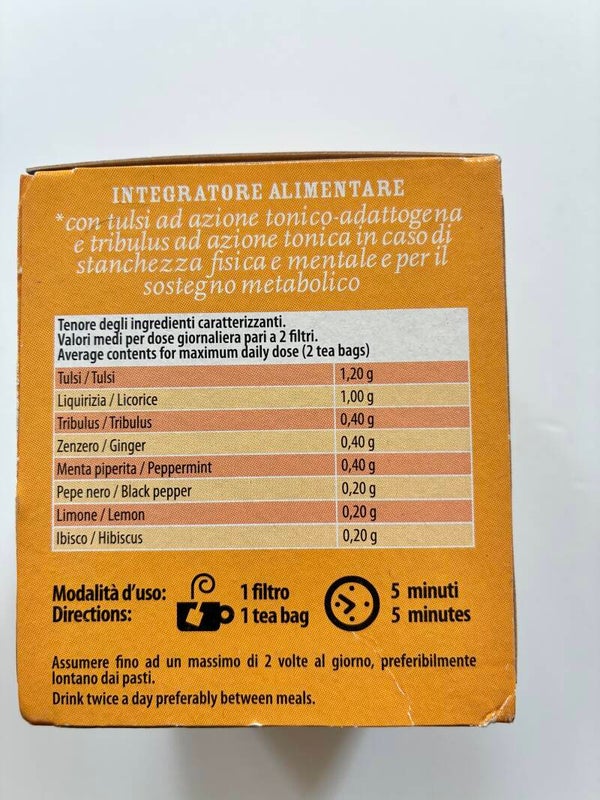 INTEGRATORE ALIMENTARE
*con tulsi ad azione tonico-adattogena
e tribulus ad azione tonica in caso di
stanchezza fisica e mentale e per il
sostegno metabolico
Tenore degli ingredienti caratterizzanti.
Valori medi per dose giornaliera pari a 2 filtri.
Average contents for maximum daily dose (2 tea bags)
Tulsi / Tulsi 1,20 g
Liquirizia / Licorice 1,00 g
Tribulus / Tribulus 0,40 g
Zenzero / Ginger 0,40 g
Menta piperita / Peppermint 0,40 g
Pepe nero / Black pepper 0,20 g
Limone / Lemon 0,20 g
Ibisco / Hibiscus 0,20 g
Modalità d'uso: 1 filtro 5 minuti
Directions: 1 tea bag 5 minutes
Assumere fino ad un massimo di 2 volte al giorno, preferibilmente
lontano dai pasti.
Drink twice a day preferably between meals.